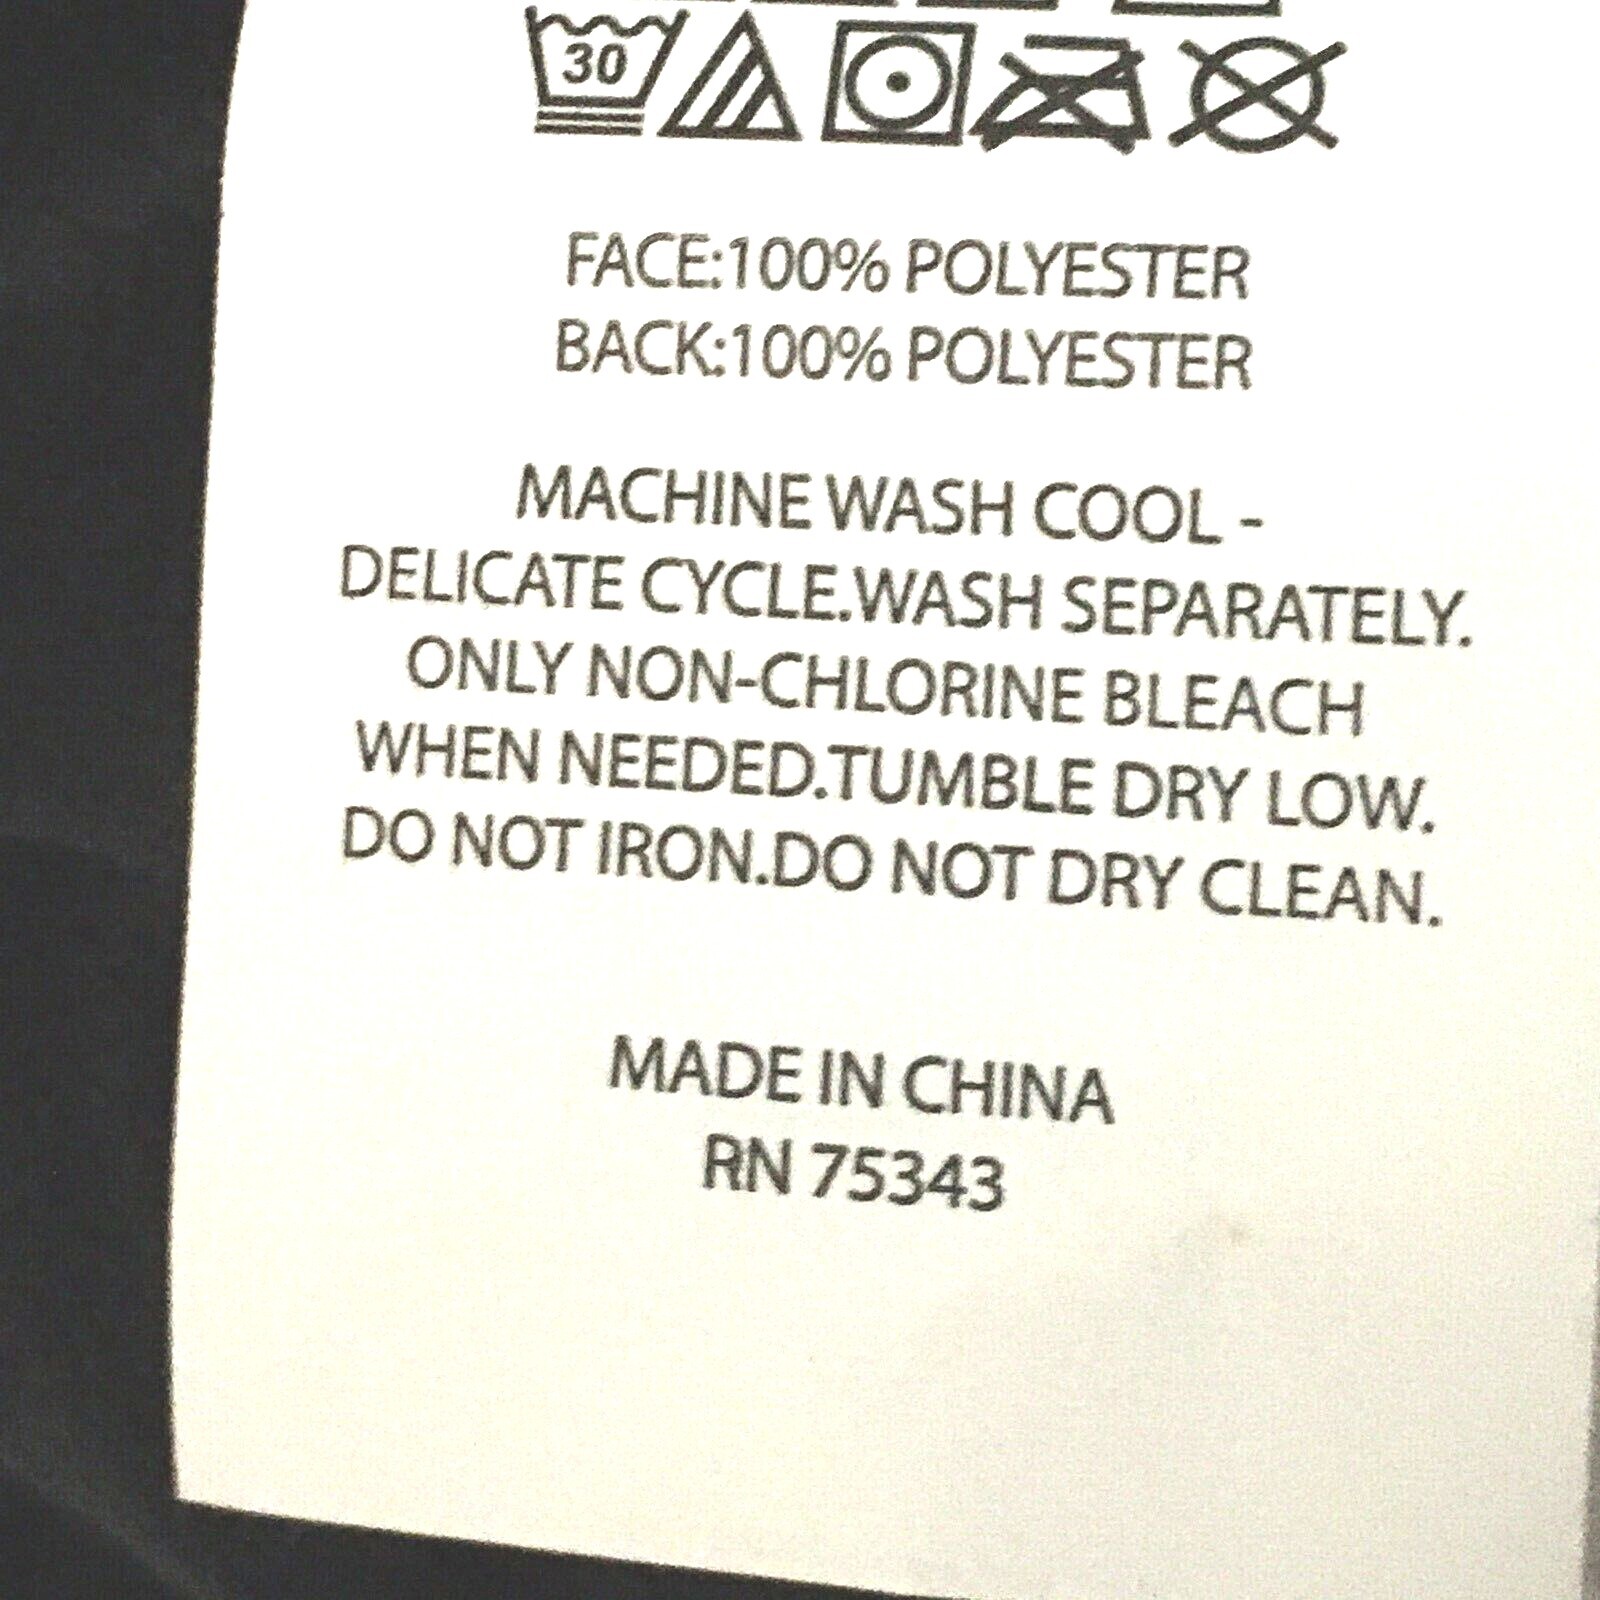 30
FACE:100% POLYESTER
BACK:100% POLYESTER
MACHINE WASH COOL -
DELICATE CYCLE.WASH SEPARATELY.
ONLY NON-CHLORINE BLEACH
WHEN NEEDED.TUMBLE DRY LOW.
DO NOT IRON.DO NOT DRY CLEAN.
MADE IN CHINA
RN 75343